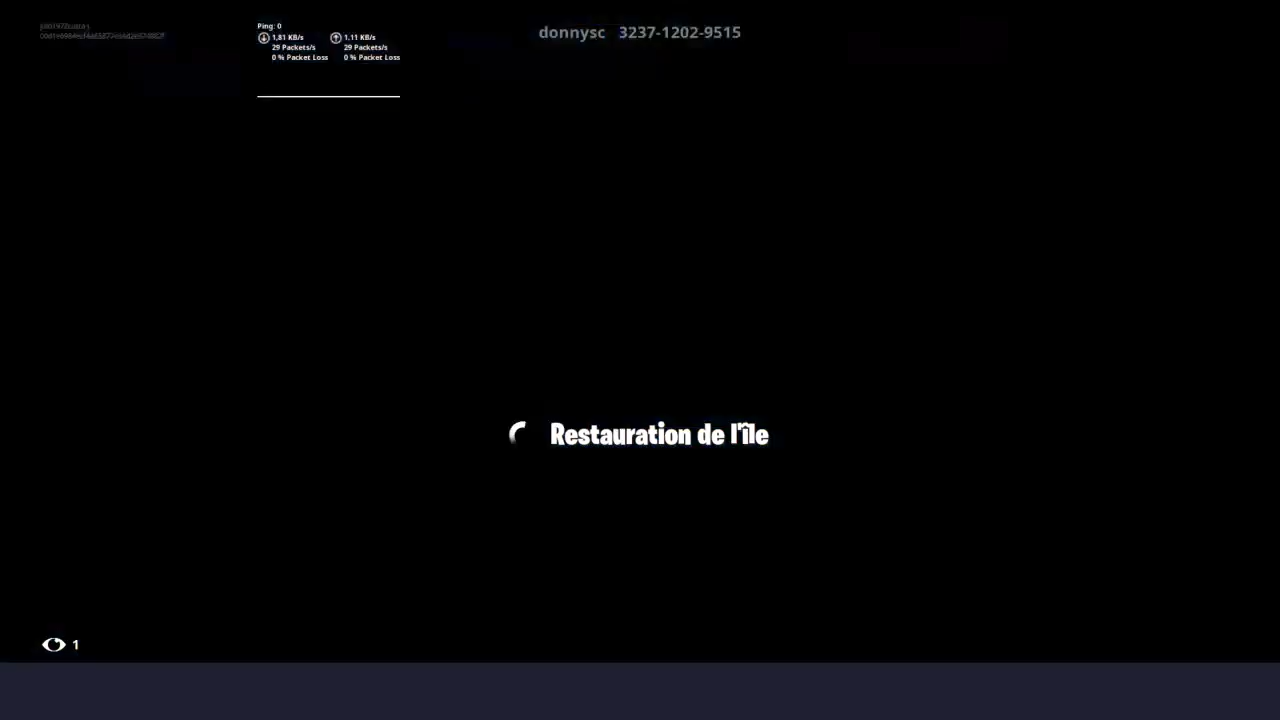 Ping: 0
1,81 KB/s 1.11 KB/s
29 Packets/s 29 Packets/s
0 % Packet Loss 0 % Packet Loss
donnysc 3237-1202-9515
Restauration de l'île
1